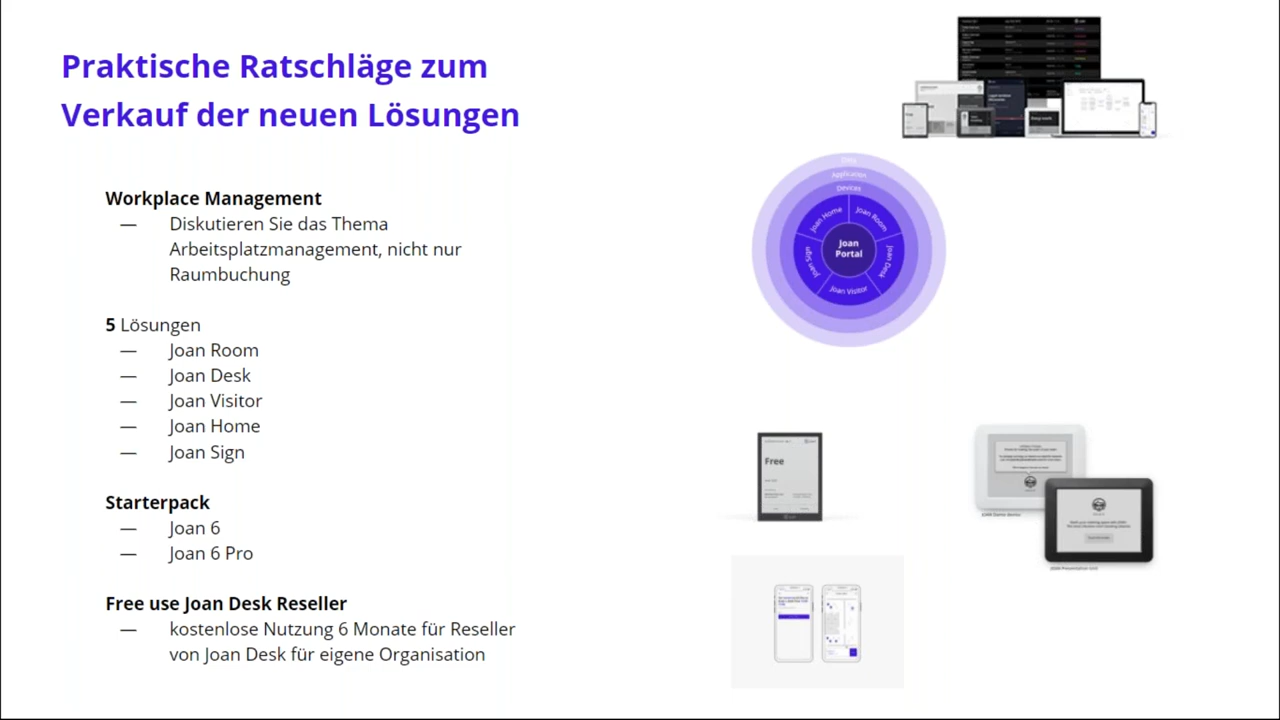 Praktische Ratschläge zum
Verkauf der neuen Lösungen
Workplace Management
— Diskutieren Sie das Thema
Arbeitsplatzmanagement, nicht nur
Raumbuchung
5 Lösungen
— Joan Room
— Joan Desk
— Joan Visitor
— Joan Home
— Joan Sign
Starterpack
— Joan 6
— Joan 6 Pro
Free use Joan Desk Reseller
— kostenlose Nutzung 6 Monate für Reseller
von Joan Desk für eigene Organisation
Application
Devices
Joan Home
Joan Room
Joan Sign
Joan Desk
Joan Visitor
Joan
Portal
Free